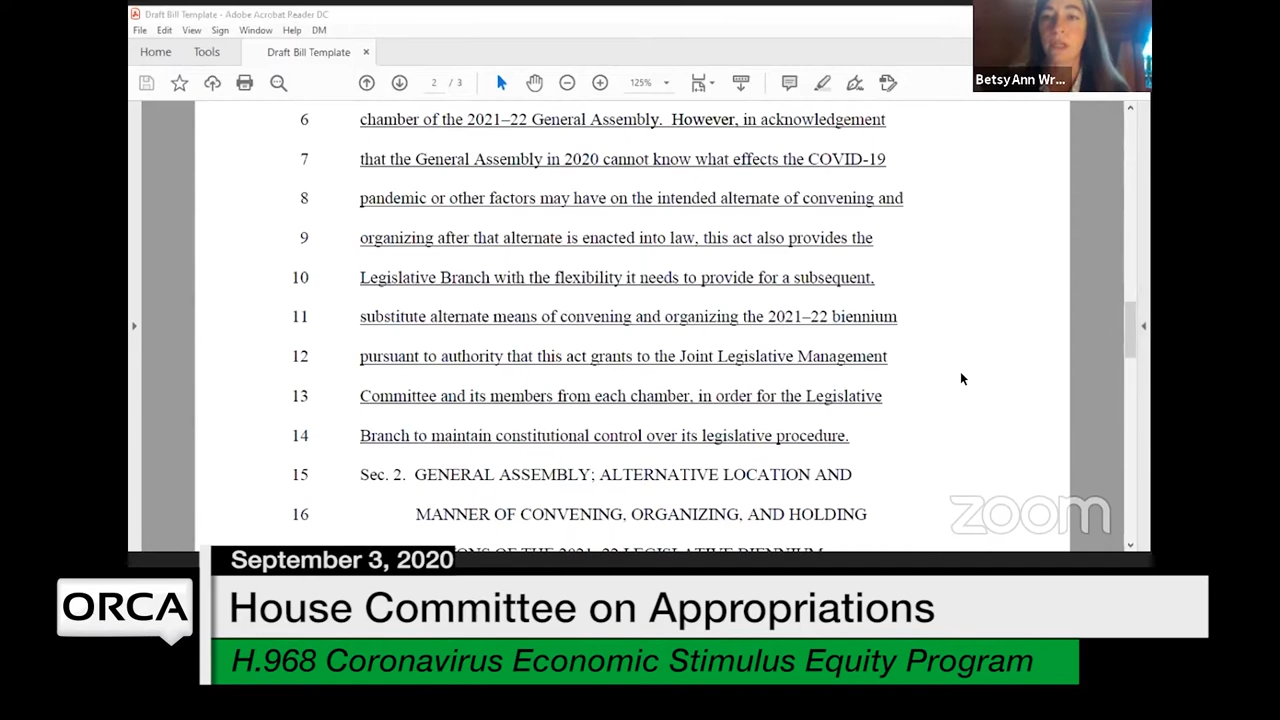 Draft Bill Template - Adobe Acrobat Reader DC
File Edit View Sign Window Help DM
Home Tools Draft Bill Template ×
2 / 3 125%
BetsyAnn Wr...
6 chamber of the 2021–22 General Assembly. However, in acknowledgement
7 that the General Assembly in 2020 cannot know what effects the COVID-19
8 pandemic or other factors may have on the intended alternate of convening and
9 organizing after that alternate is enacted into law, this act also provides the
10 Legislative Branch with the flexibility it needs to provide for a subsequent,
11 substitute alternate means of convening and organizing the 2021–22 biennium
12 pursuant to authority that this act grants to the Joint Legislative Management
13 Committee and its members from each chamber, in order for the Legislative
14 Branch to maintain constitutional control over its legislative procedure.
15 Sec. 2. GENERAL ASSEMBLY; ALTERNATIVE LOCATION AND
16 MANNER OF CONVENING, ORGANIZING, AND HOLDING
OF THE 2021–22 LEGISLATIVE BIENNIUM
zoom
September 3, 2020
ORCA
House Committee on Appropriations
H.968 Coronavirus Economic Stimulus Equity Program